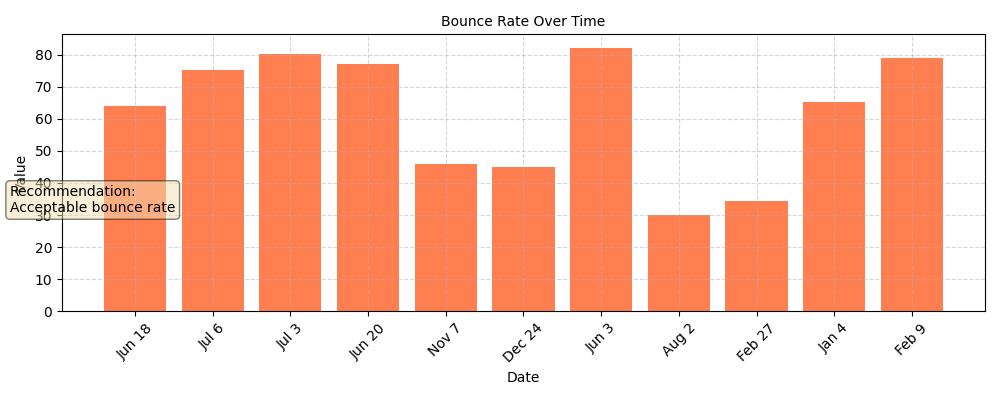 Bounce Rate Over Time
80
70
60
50
40
30
20
10
0
Value
Recommendation:
Acceptable bounce rate
Jun 18
Jul 6
Jul 3
Jun 20
Nov 7
Dec 24
Jun 3
Aug 2
Feb 27
Jan 4
Feb 9
Date